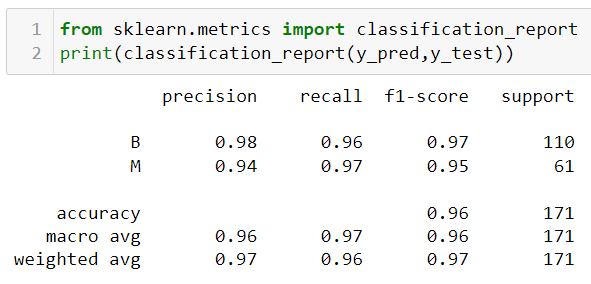 1 from sklearn.metrics import classification_report
2 print(classification_report(y_pred,y_test))
precision recall f1-score support
B 0.98 0.96 0.97 110
M 0.94 0.97 0.95 61
accuracy 0.96 171
macro avg 0.96 0.97 0.96 171
weighted avg 0.97 0.96 0.97 171